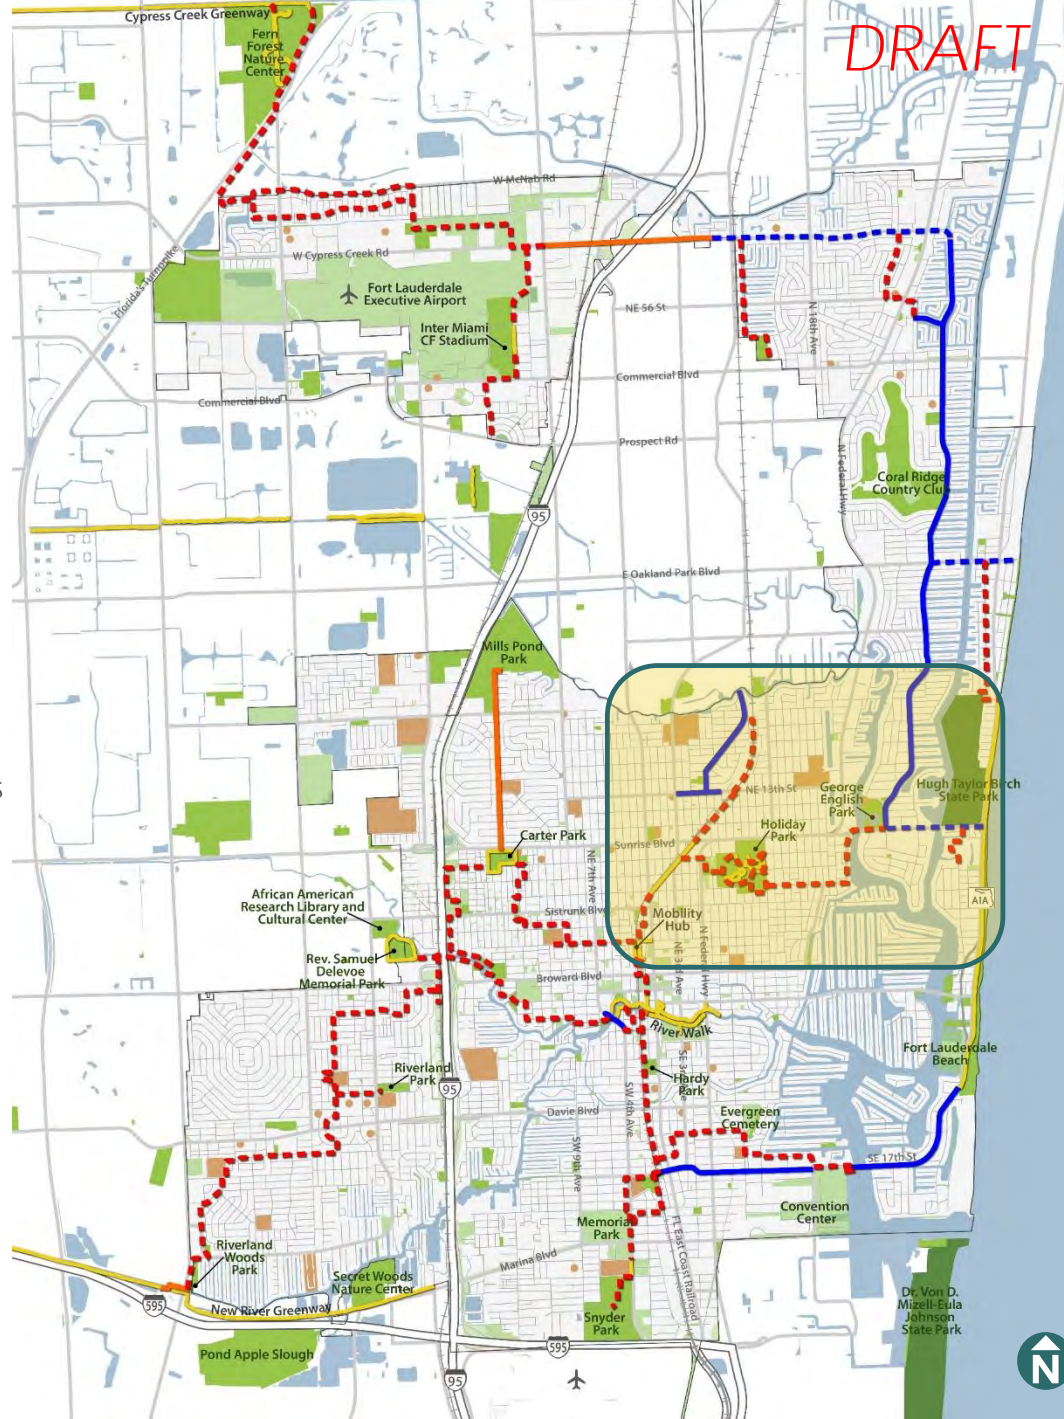 Cypress Creek Greenway
DRAFT
Fern
Forest
Nature
Center
W McNab Rd
W Cypress Creek Rd
Florida's Turnpike
Fort Lauderdale
Executive Airport
Inter Miami
CF Stadium
NE 56 St
N 18th Ave
Commercial Blvd
Commercial Blvd
Prospect Rd
N Federal Hwy
Coral Ridge
Country Club
95
E Oakland Park Blvd
Mills Pond
Park
s
NE 13th St
George
English
Park
Hugh Taylor Birch
State Park
Holiday
Park
Sunrise Blvd
Carter Park
NE 7th Ave
African American
Research Library and
Cultural Center
Sistrunk Blvd
Mobility
Hub
A1A
N Federal Hwy
NE 3rd Ave
Rev. Samuel
Delevoe
Memorial Park
Broward Blvd
River Walk
Fort Lauderdale
Beach
Riverland
Park
95
Hardy
Park
SE 3rd Ave
SW 4th Ave
Davie Blvd
Evergreen
Cemetery
SW 9th Ave
SE 17th St
Convention
Center
Memorial
Park
Riverland
Woods
Park
Marina Blvd
FL East Coast Railroad
Secret Woods
Nature Center
595
New River Greenway
Snyder
Park
Dr. Von D.
Mizell-Eula
Johnson
State Park
595
Pond Apple Slough
95
N